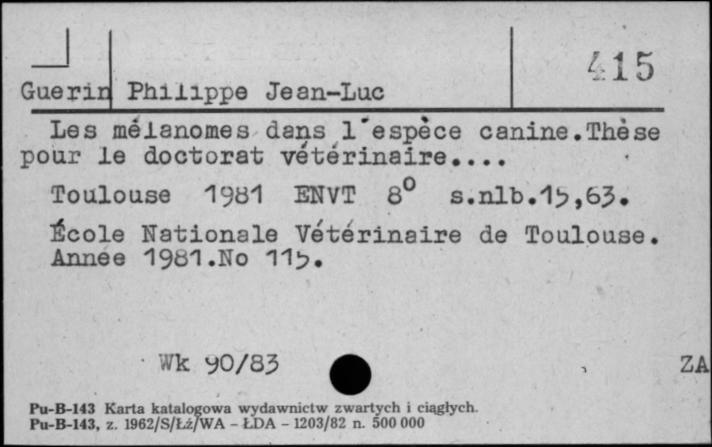 415
Guerin Philippe Jean-Luc
Les mélanomes dans l'espèce canine.Thèse
pour le doctorat vétérinaire....
Toulouse 1981 ENVT 8° s.nlb.15,63.
École Nationale Vétérinaire de Toulouse.
Année 1981.No 115.
Wk 90/83
ZA
Pu-B-143 Karta katalogowa wydawnictw zwartych i ciągłych.
Pu-B-143, z. 1962/S/Łź/WA - ŁDA - 1203/82 n. 500 000